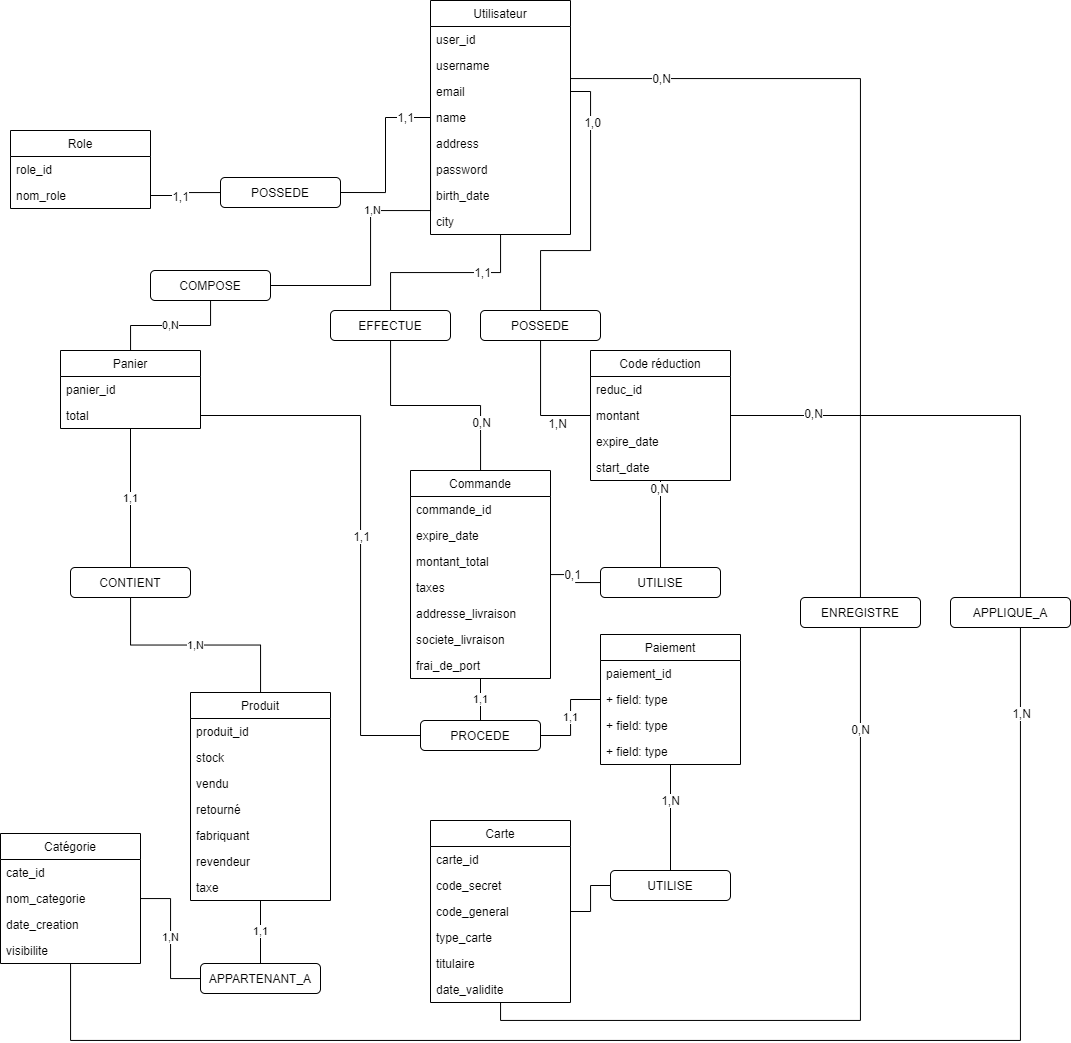 Utilisateur
user_id
username
email
name
address
password
birth_date
city
0,N
1,0
1,1
Role
role_id
nom_role
1,1
POSSEDE
1,N
COMPOSE
1,1
0,N
EFFECTUE
POSSEDE
Panier
panier_id
total
Code réduction
reduc_id
montant
expire_date
start_date
0,N
0,N
1,N
0,N
Commande
commande_id
expire_date
montant_total
taxes
addresse_livraison
societe_livraison
frai_de_port
1,1
1,1
0,1
CONTIENT
UTILISE
ENREGISTRE
APPLIQUE_A
1,N
Paiement
paiement_id
+ field: type
+ field: type
+ field: type
1,1
1,1
PROCEDE
1,N
0,N
Produit
produit_id
stock
vendu
retourné
fabriquant
revendeur
taxe
1,N
Carte
carte_id
code_secret
code_general
type_carte
titulaire
date_validite
UTILISE
Catégorie
cate_id
nom_categorie
date_creation
visibilite
1,N
1,1
APPARTENANT_A